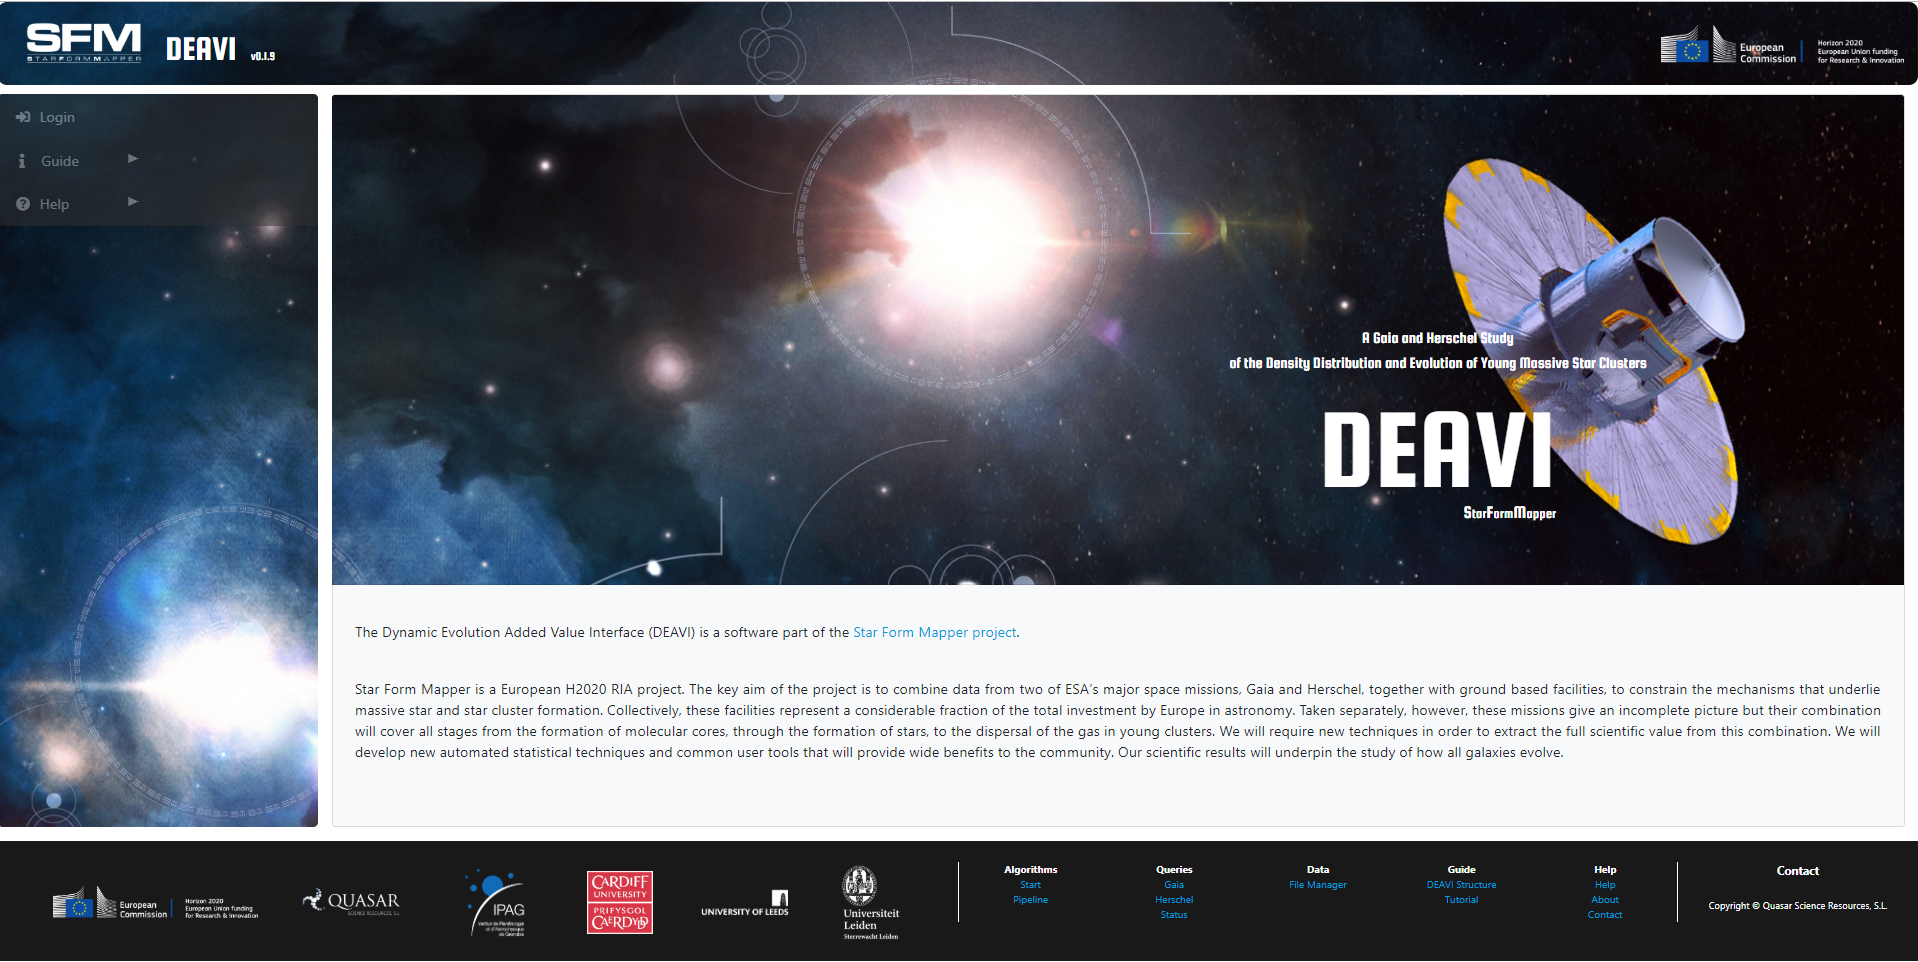 SFM
STARFORMMAPPER
DEAVI v0.1.9
European
Commission
Horizon 2020
European Union funding
for Research & Innovation
Login
Guide
Help
A Gaia and Herschel Study
of the Density Distribution and Evolution of Young Massive Star Clusters
DEAVI
StarFormMapper
The Dynamic Evolution Added Value Interface (DEAVI) is a software part of the Star Form Mapper project.
Star Form Mapper is a European H2020 RIA project. The key aim of the project is to combine data from two of ESA's major space missions, Gaia and Herschel, together with ground based facilities, to constrain the mechanisms that underlie
massive star and star cluster formation. Collectively, these facilities represent a considerable fraction of the total investment by Europe in astronomy. Taken separately, however, these missions give an incomplete picture but their combination
will cover all stages from the formation of molecular cores, through the formation of stars, to the dispersal of the gas in young clusters. We will require new techniques in order to extract the full scientific value from this combination. We will
develop new automated statistical techniques and common user tools that will provide wide benefits to the community. Our scientific results will underpin the study of how all galaxies evolve.
European
Commission
Horizon 2020
European Union funding
for Research & Innovation
QUASAR
SCIENCE RESOURCES, S.L.
IPAG
Institut de Planétologie
et d'Astrophysique
de Grenoble
CARDIFF
UNIVERSITY
PRIFYSGOL
CAERDYDD
UNIVERSITY OF LEEDS
Universiteit
Leiden
Sterrewacht Leiden
Algorithms
Start
Pipeline
Queries
Gaia
Herschel
Status
Data
File Manager
Guide
DEAVI Structure
Tutorial
Help
Help
About
Contact
Contact
Copyright © Quasar Science Resources, S.L.